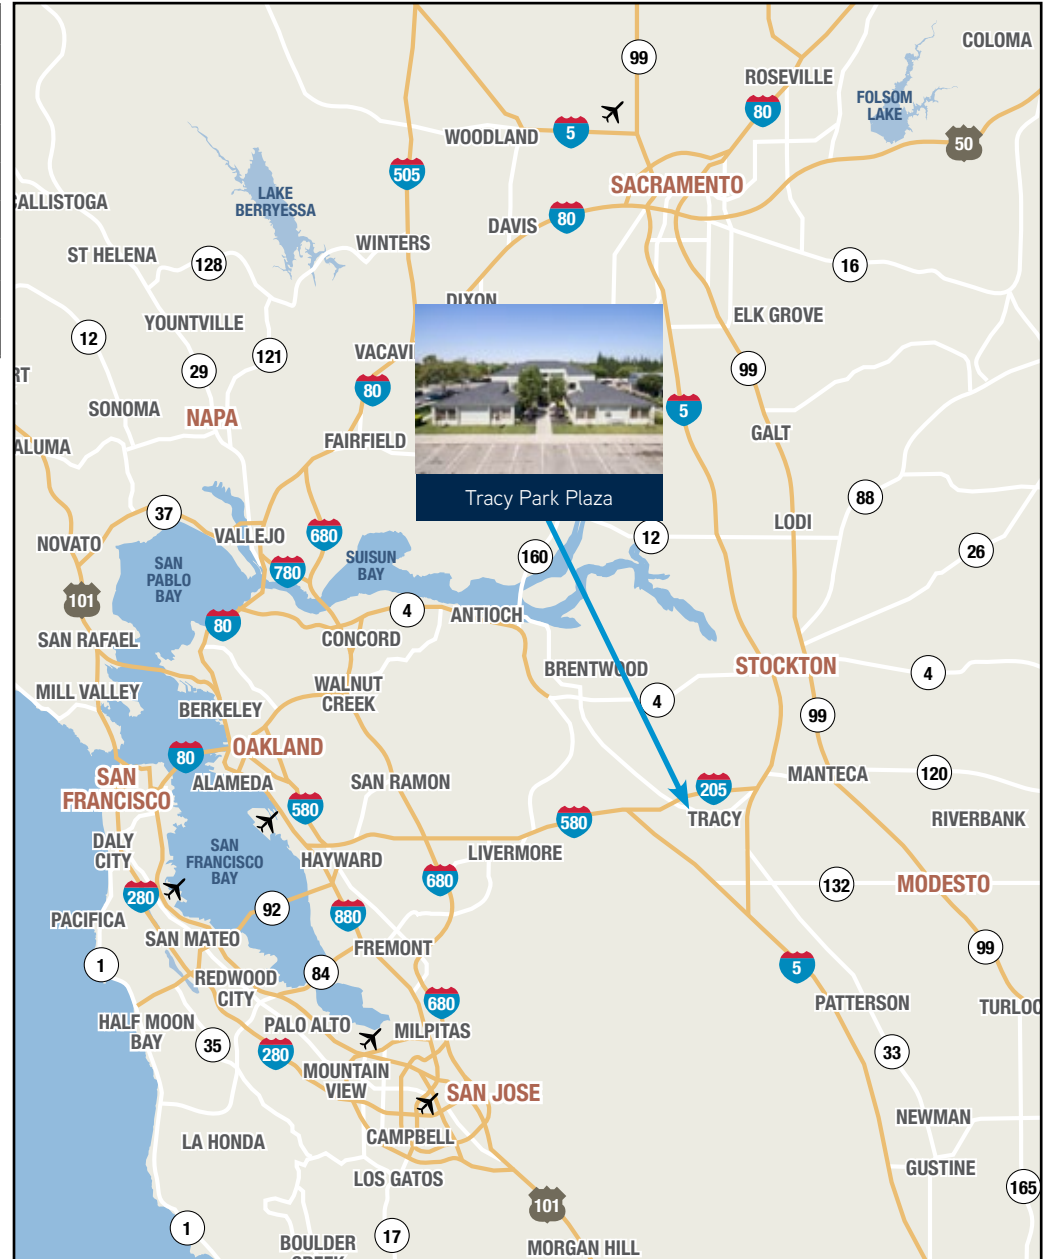 COLOMA
99
ROSEVILLE
80
FOLSOM
LAKE
WOODLAND
5
50
505
SACRAMENTO
CALLISTOGA
LAKE
BERRYESSA
DAVIS
80
WINTERS
ST HELENA
128
16
DIXON
YOUNTVILLE
ELK GROVE
12
121
VACAVI
29
99
RT
80
5
SONOMA
NAPA
GALT
ALUMA
FAIRFIELD
88
Tracy Park Plaza
37
LODI
VALLEJO
680
12
NOVATO
SAN
PABLO
BAY
SUISUN
BAY
160
26
780
101
80
4
ANTIOCH
SAN RAFAEL
CONCORD
BRENTWOOD
STOCKTON
4
MILL VALLEY
WALNUT
CREEK
4
BERKELEY
99
80
OAKLAND
SAN
FRANCISCO
ALAMEDA
SAN RAMON
205
MANTECA
120
580
580
TRACY
RIVERBANK
DALY
CITY
SAN
FRANCISCO
BAY
HAYWARD
LIVERMORE
280
680
132
MODESTO
PACIFICA
92
880
SAN MATEO
FREMONT
99
1
84
5
REDWOOD
CITY
680
PATTERSON
TURLOC
HALF MOON
BAY
PALO ALTO
MILPITAS
35
280
33
MOUNTAIN
VIEW
SAN JOSE
NEWMAN
LA HONDA
CAMPBELL
GUSTINE
LOS GATOS
165
101
1
17
BOULDER
CREEK
MORGAN HILL